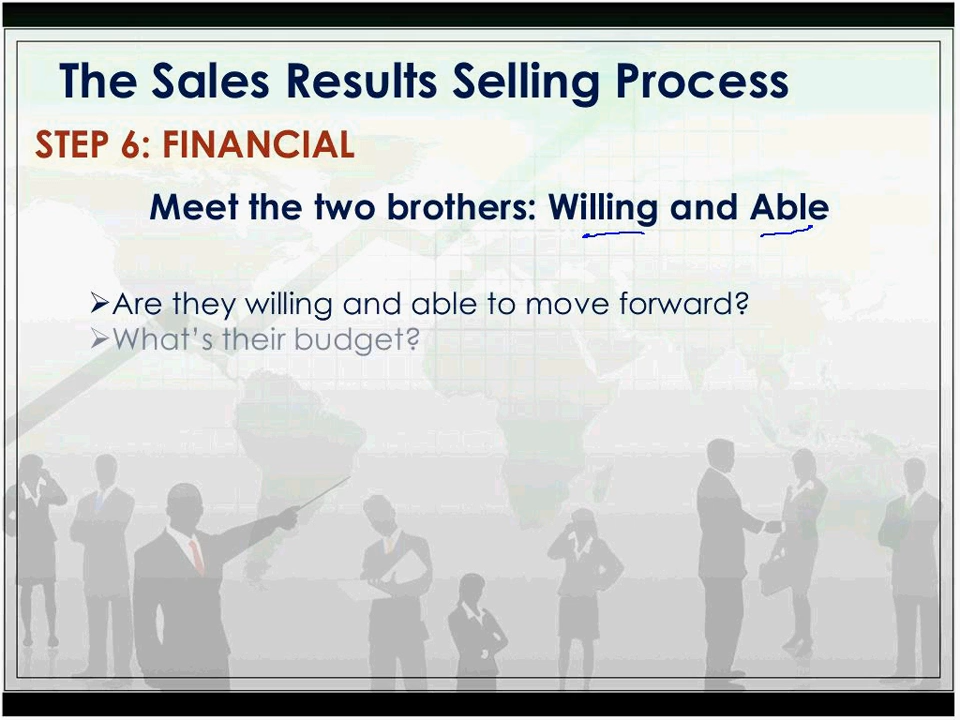 The Sales Results Selling Process
STEP 6: FINANCIAL
Meet the two brothers: Willing and Able
➢Are they willing and able to move forward?
➢What's their budget?